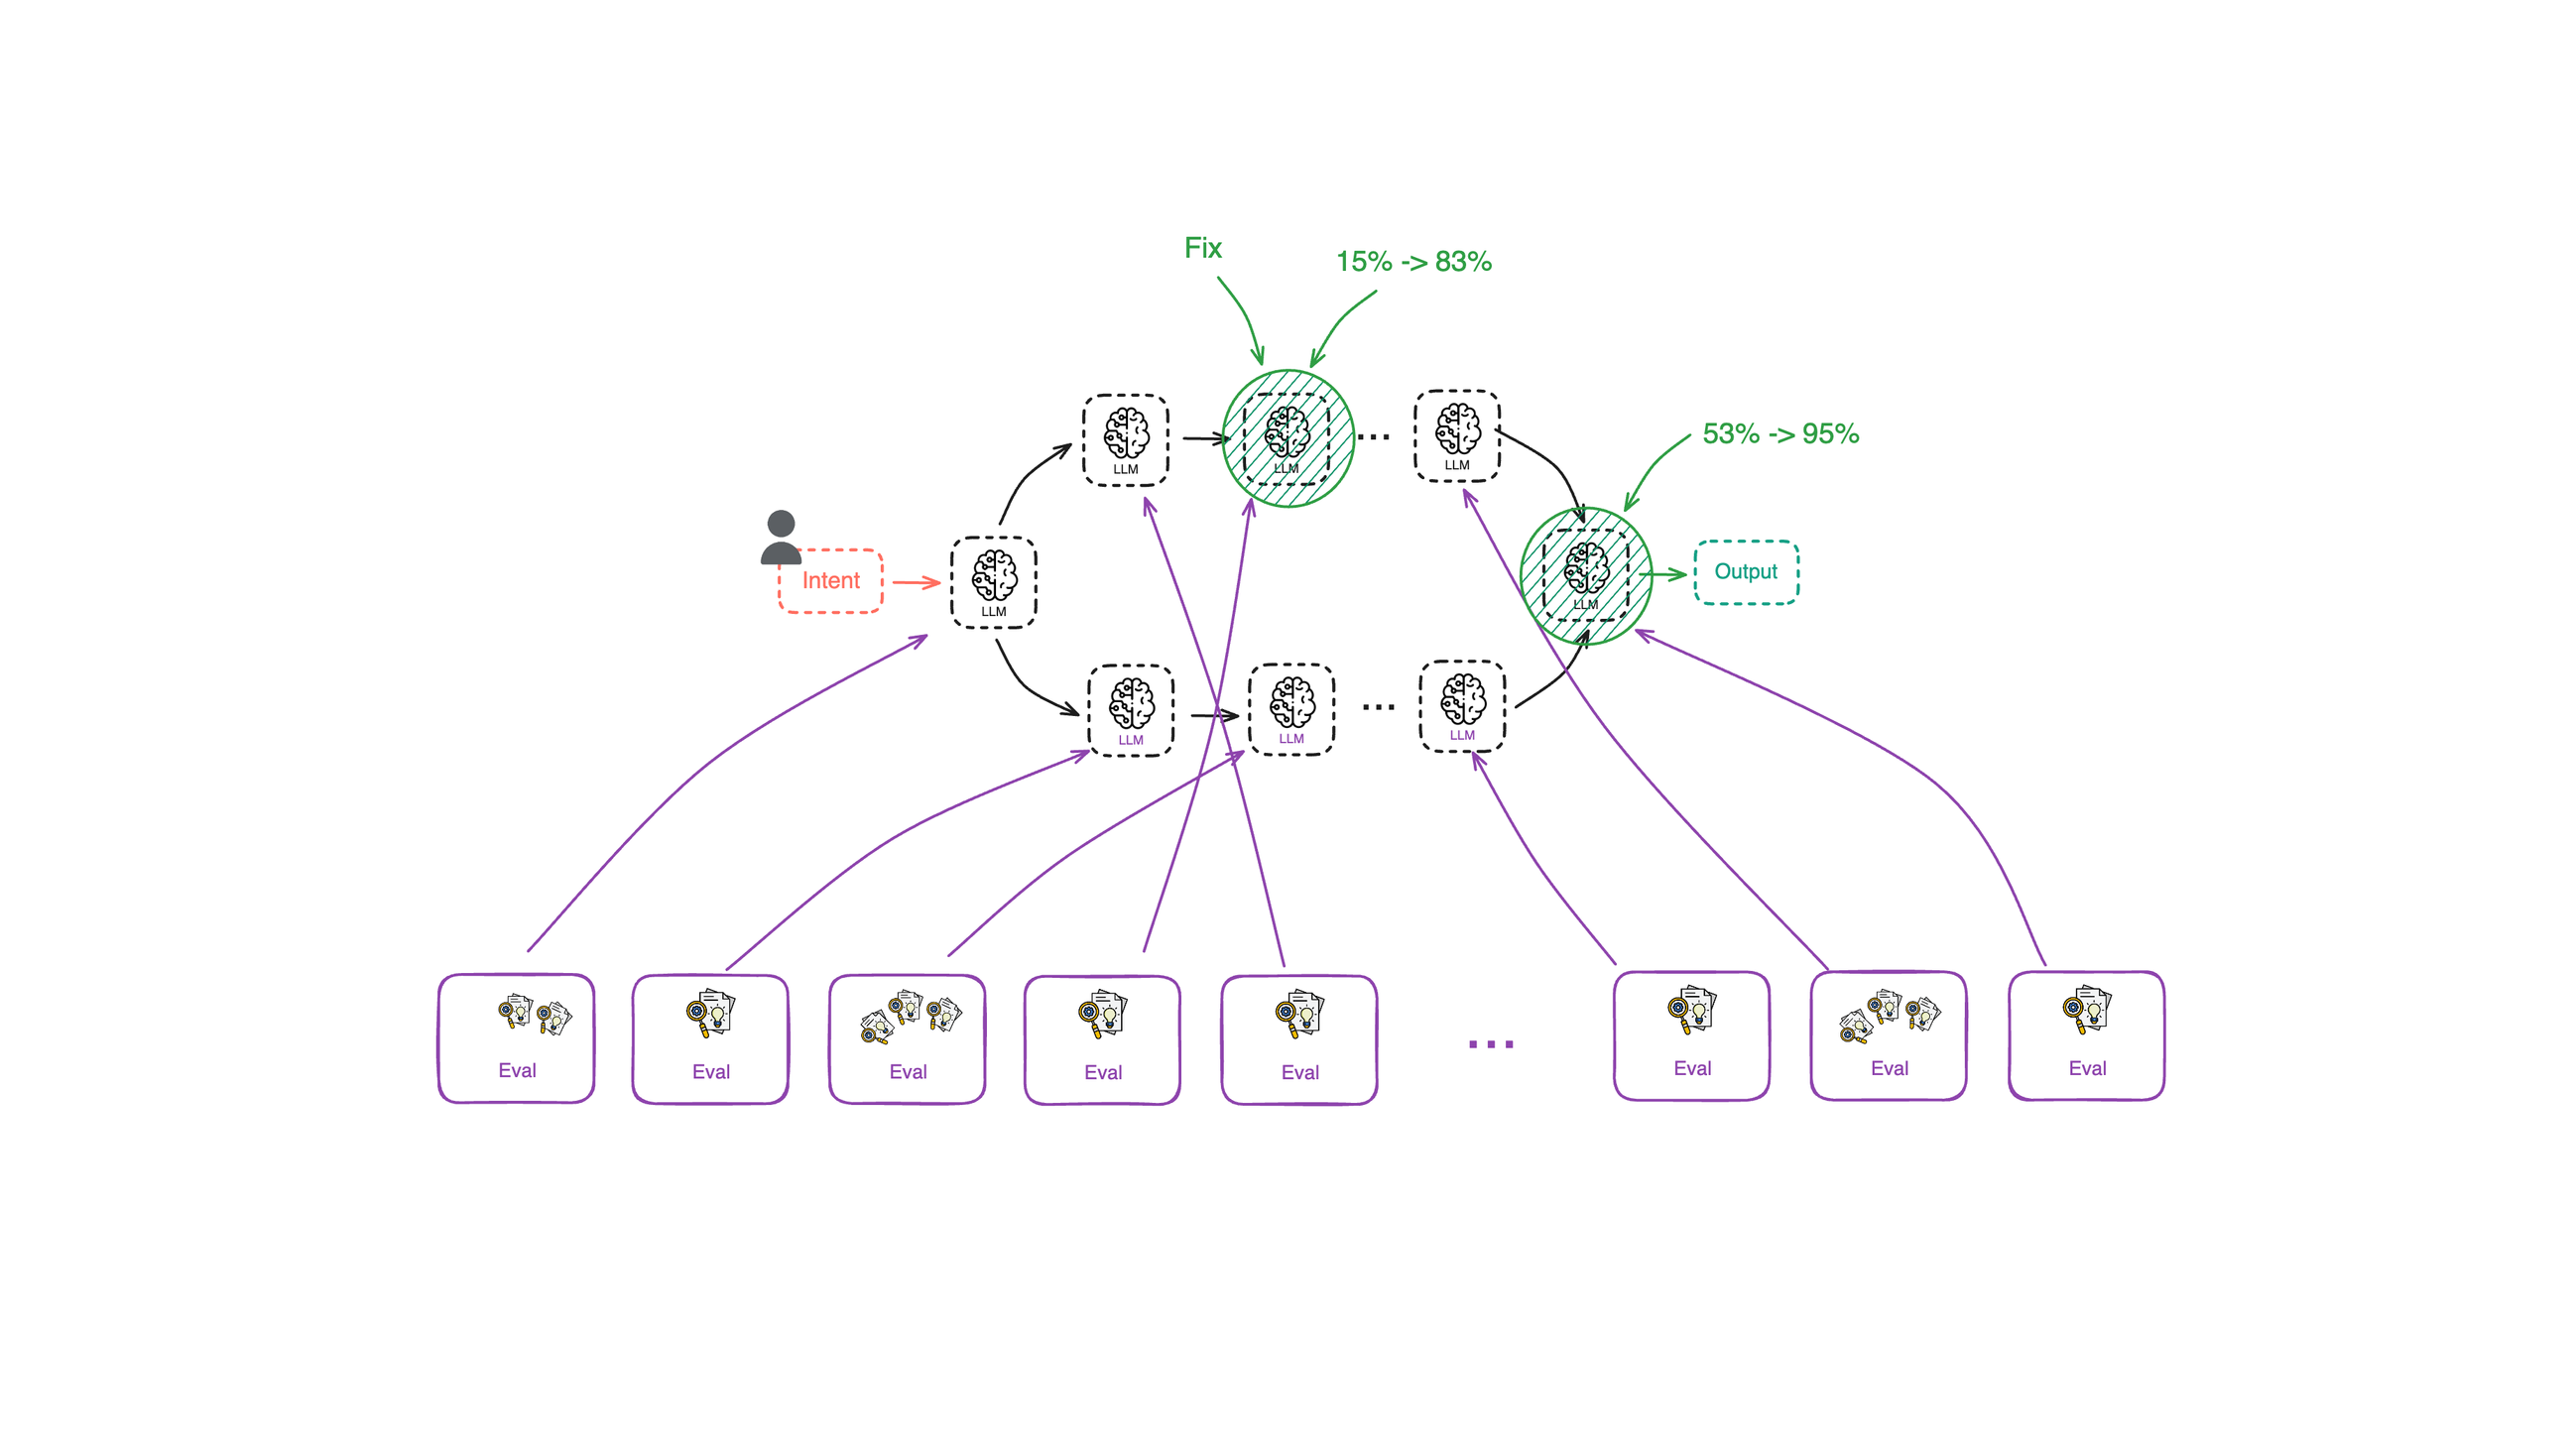 Fix
15% -> 83%
LLM
LLM
LLM
53% -> 95%
Intent
LLM
LLM
Output
LLM
LLM
LLM
...
Eval
Eval
Eval
Eval
Eval
...
Eval
Eval
Eval